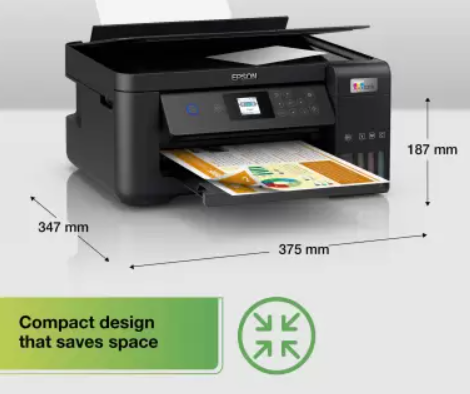 EPSON
187 mm
347 mm
375 mm
Compact design
that saves space